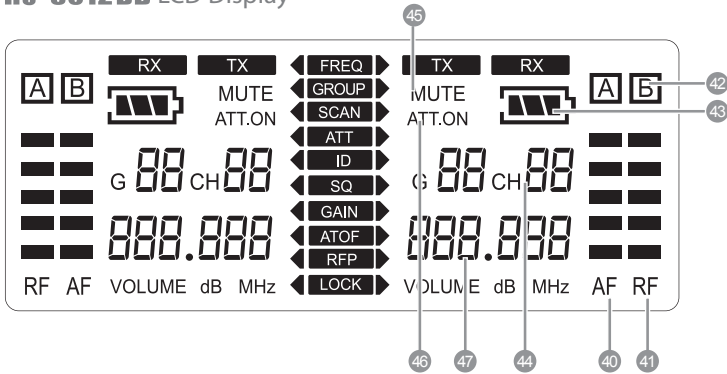 LCD Display
45
RX TX FREQ TX RX
A B GROUP A B 42
MUTE SCAN MUTE 43
ATT.ON ATT ATT.ON
ID
G 88 CH 88 SQ G 88 CH 88
GAIN
888.888 ATOF 888.888
RFP
RF AF VOLUME dB MHz LOCK VOLUME dB MHz AF RF
46 47 44 40 41